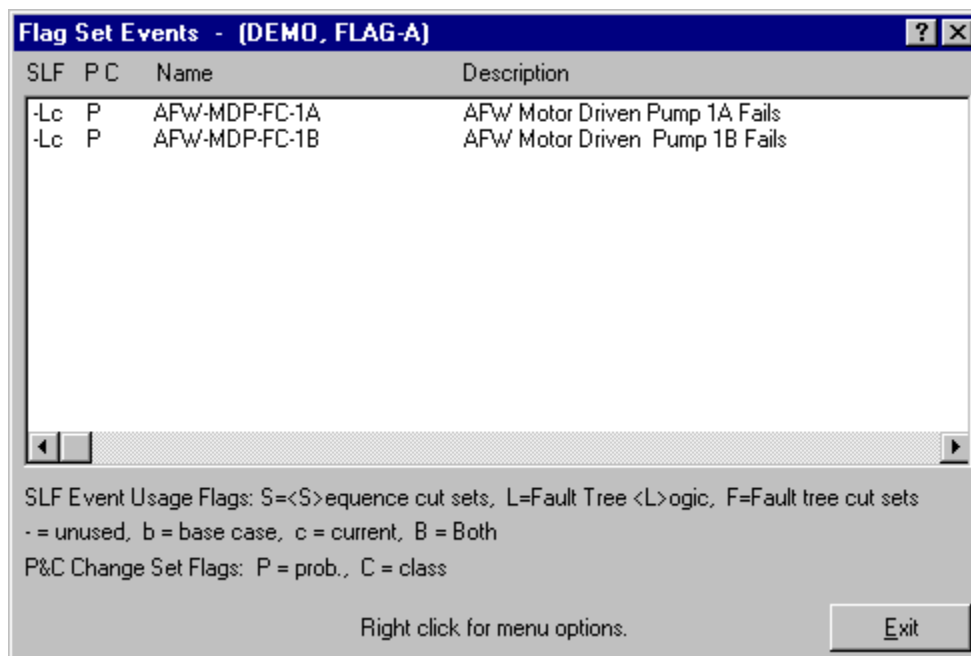 Flag Set Events - (DEMO, FLAG-A)
SLF P C Name Description
-Lc P AFW-MDP-FC-1A AFW Motor Driven Pump 1A Fails
-Lc P AFW-MDP-FC-1B AFW Motor Driven  Pump 1B Fails
SLF Event Usage Flags: S=<S>equence cut sets, L=Fault Tree <L>ogic, F=Fault tree cut sets
- = unused, b = base case, c = current, B = Both
P&C Change Set Flags: P = prob., C = class
Right click for menu options.
Exit